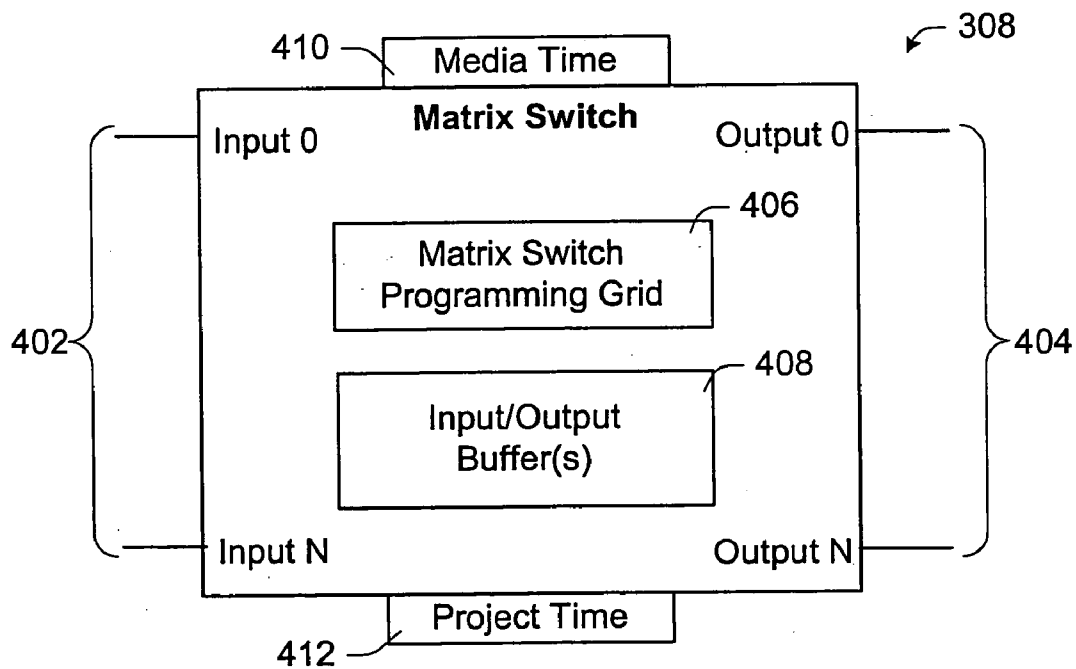 410
Media Time
308
Matrix Switch
Input 0
Output 0
406
Matrix Switch
Programming Grid
402
404
408
Input/Output
Buffer(s)
Input N
Output N
Project Time
412